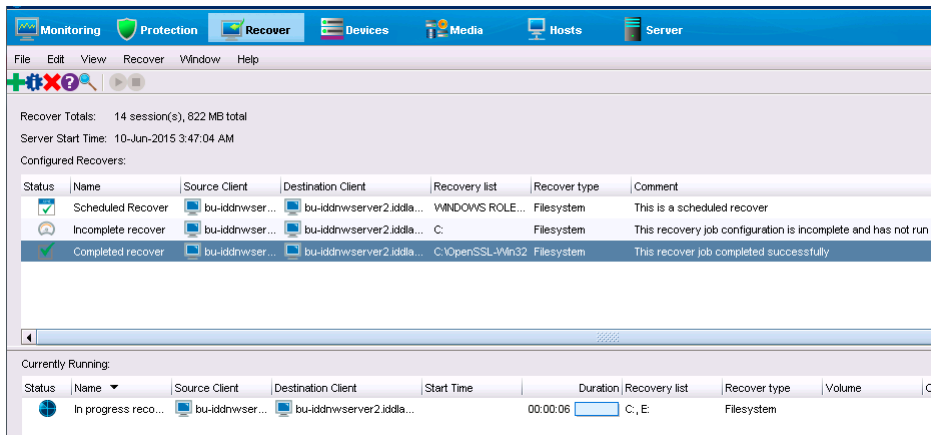 Monitoring Protection Recover Devices Media Hosts Server
File Edit View Recover Window Help
Recover Totals: 14 session(s), 822 MB total
Server Start Time: 10-Jun-2015 3:47:04 AM
Configured Recovers:
Status Name Source Client Destination Client Recovery list Recover type Comment
Scheduled Recover bu-iddnwser... bu-iddnwserver2.iddla... WINDOWS ROLE... Filesystem This is a scheduled recover
Incomplete recover bu-iddnwser... bu-iddnwserver2.iddla... C: Filesystem This recovery job configuration is incomplete and has not run
Completed recover bu-iddnwser... bu-iddnwserver2.iddla... C:\OpenSSL-Win32 Filesystem This recover job completed successfully
Currently Running:
Status Name Source Client Destination Client Start Time Duration Recovery list Recover type Volume
In progress reco... bu-iddnwser... bu-iddnwserver2.iddla... 00:00:06 C:, E: Filesystem